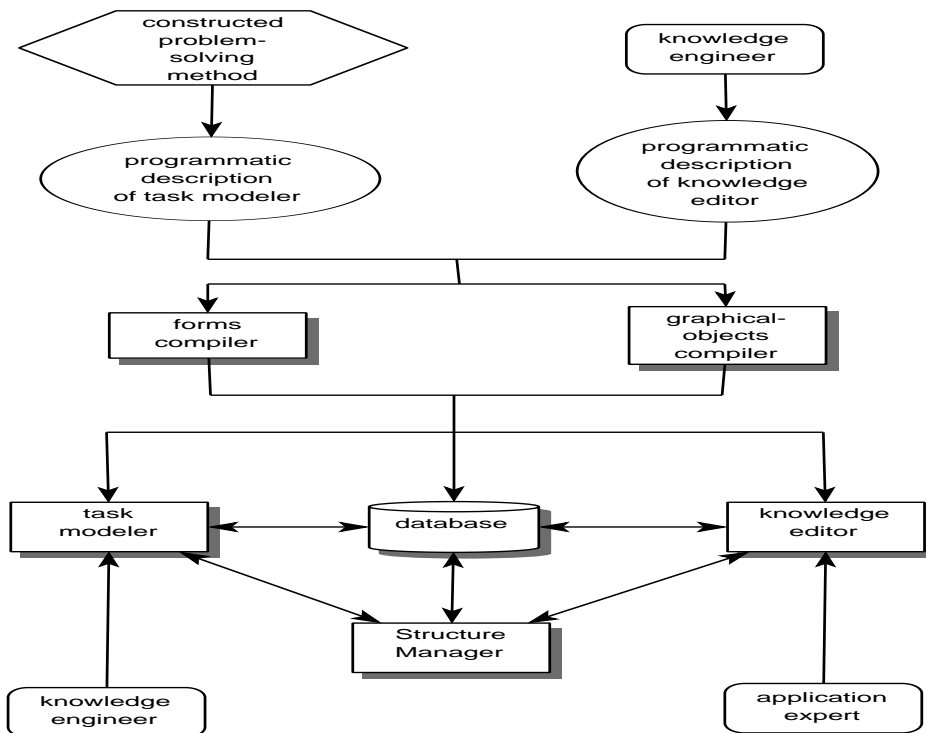 constructed
problem-
solving
method
knowledge
engineer
programmatic
description
of task modeler
programmatic
description
of knowledge
editor
forms
compiler
graphical-
objects
compiler
task
modeler
database
knowledge
editor
Structure
Manager
knowledge
engineer
application
expert